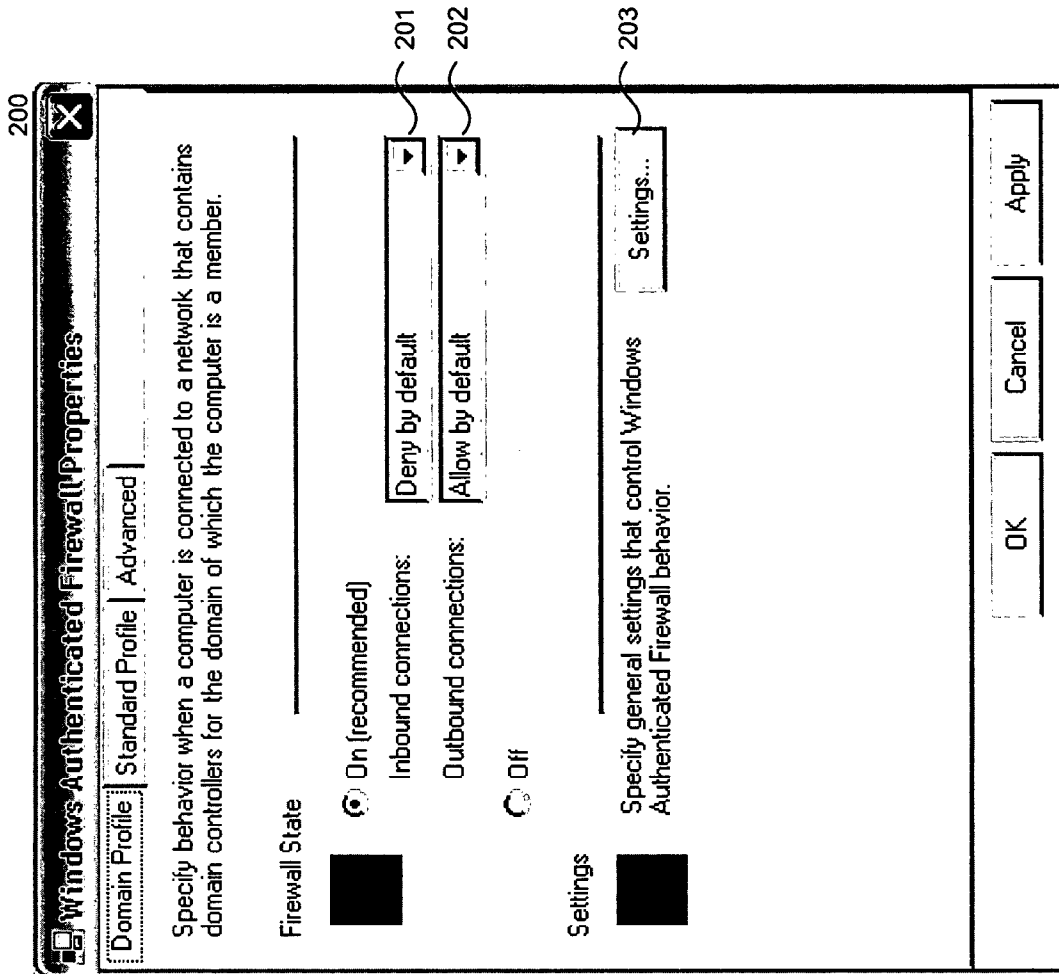 200
Windows Authenticated Firewall Properties
Domain Profile Standard Profile Advanced
Specify behavior when a computer is connected to a network that contains
domain controllers for the domain of which the computer is a member.
Firewall State
On (recommended)
Inbound connections: Deny by default 201
Outbound connections: Allow by default 202
Off
Settings
Specify general settings that control Windows
Authenticated Firewall behavior.
Settings... 203
OK Cancel Apply